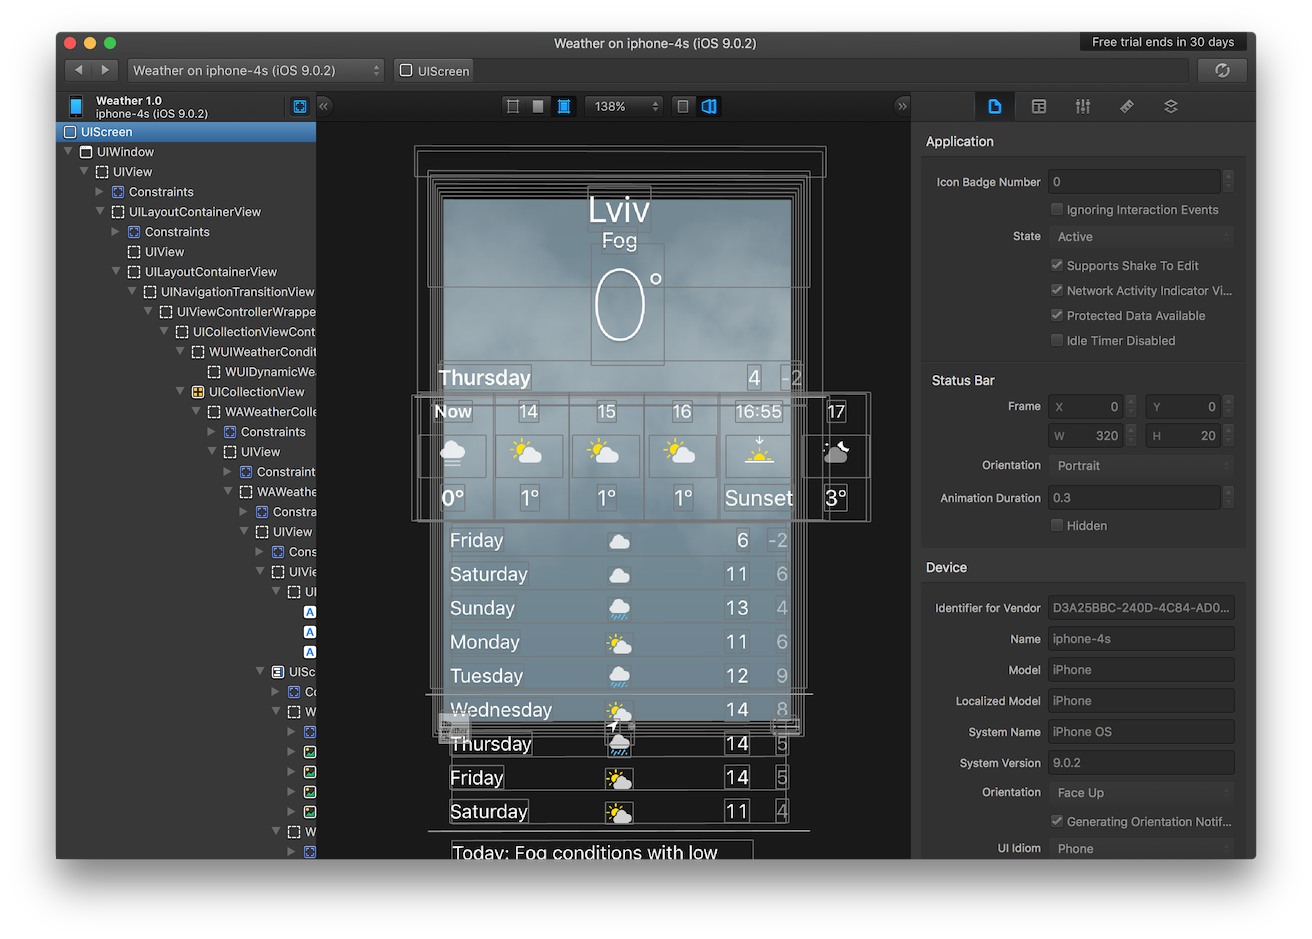 Weather on iphone-4s (iOS 9.0.2)
Free trial ends in 30 days
Weather on iphone-4s (iOS 9.0.2)
UIScreen
Weather 1.0
iphone-4s (iOS 9.0.2)
138%
UIScreen
UIWindow
UIView
Constraints
UILayoutContainerView
Constraints
UIView
UILayoutContainerView
UINavigationTransitionView
UIViewControllerWrappe
UICollectionViewCont
WUIWeatherCondit
WUIDynamicWea
UICollectionView
WAWeatherColle
Constraints
UIView
Constraint
WAWeathe
Constra
UIView
Cons
UIVie
UI
A
A
A
UISc
Co
W
W
Lviv
Fog
0°
Thursday 4 -2
Now 14 15 16 16:55 17
0° 1° 1° 1° Sunset 3°
Friday 6 -2
Saturday 11 6
Sunday 13 4
Monday 11 6
Tuesday 12 9
Wednesday 14 8
Thursday 14 5
Friday 14 5
Saturday 11 4
Today: Fog conditions with low
Application
Icon Badge Number 0
Ignoring Interaction Events
State Active
Supports Shake To Edit
Network Activity Indicator Vi...
Protected Data Available
Idle Timer Disabled
Status Bar
Frame X 0 Y 0
W 320 H 20
Orientation Portrait
Animation Duration 0.3
Hidden
Device
Identifier for Vendor D3A25BBC-240D-4C84-AD0...
Name iphone-4s
Model iPhone
Localized Model iPhone
System Name iPhone OS
System Version 9.0.2
Orientation Face Up
Generating Orientation Notif...
UI Idiom Phone